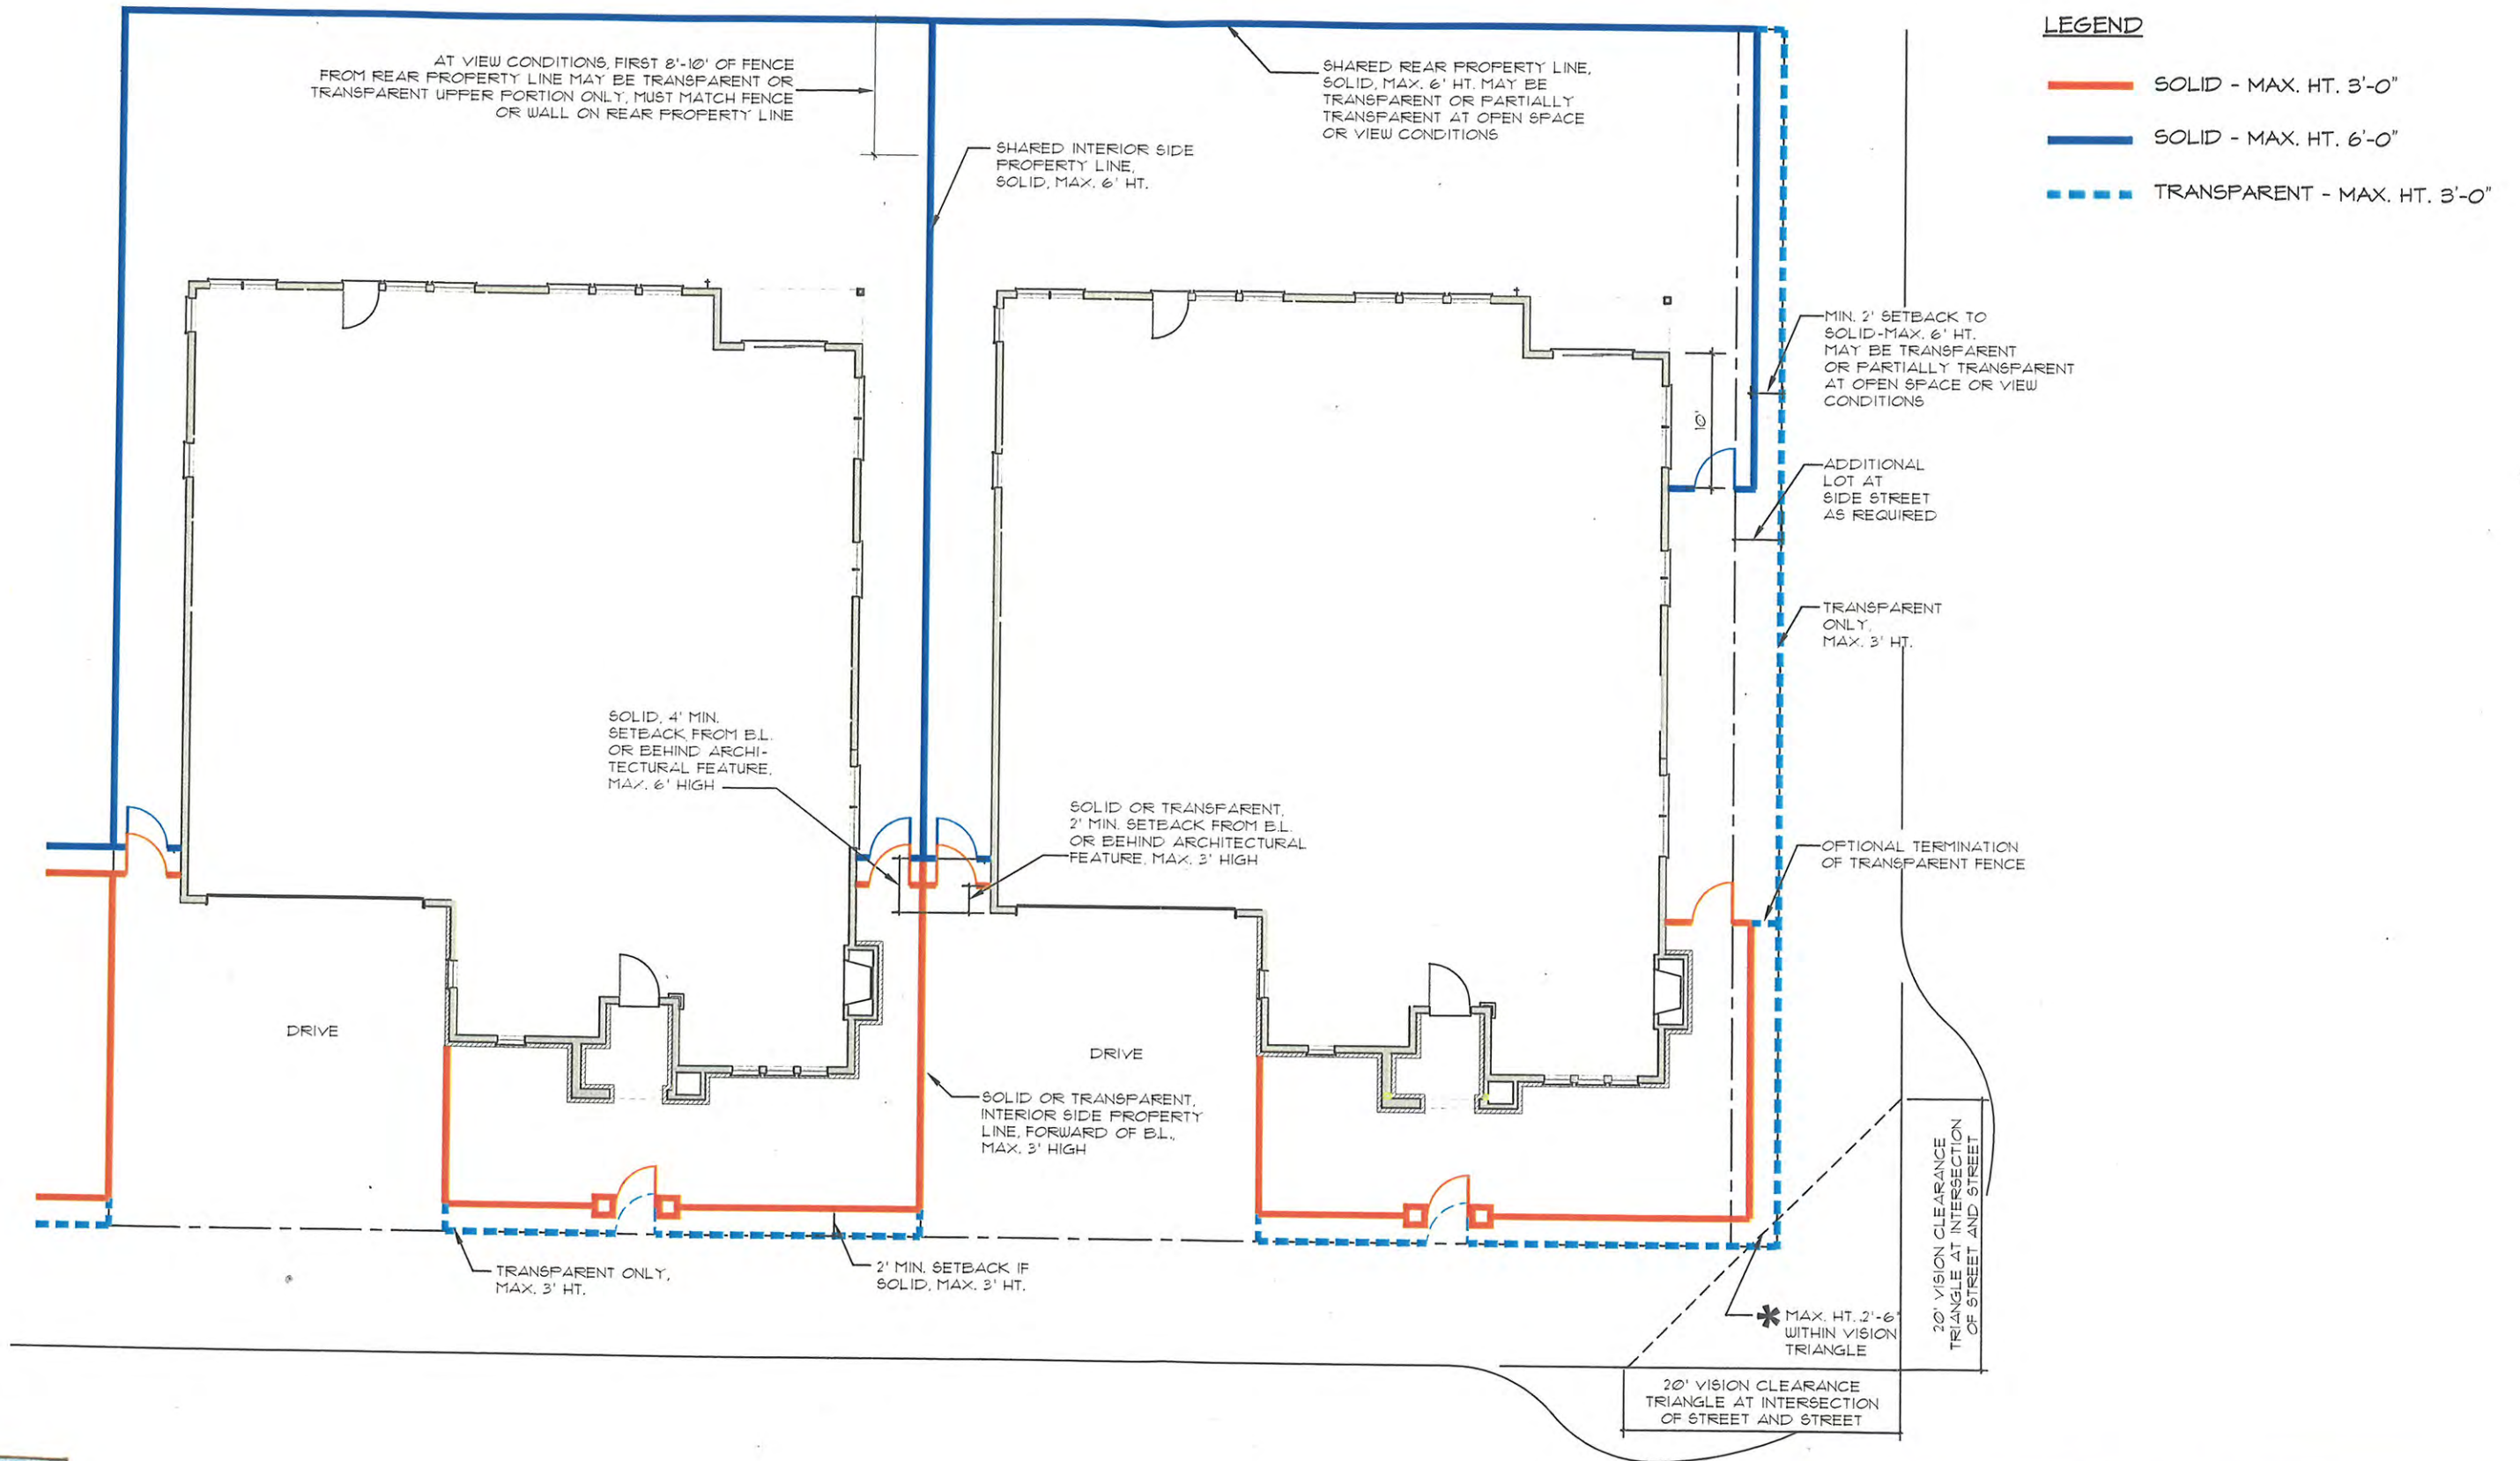 LEGEND
SOLID - MAX. HT. 3'-0"
SOLID - MAX. HT. 6'-0"
TRANSPARENT - MAX. HT. 3'-0"
AT VIEW CONDITIONS, FIRST 8'-10' OF FENCE
FROM REAR PROPERTY LINE MAY BE TRANSPARENT OR
TRANSPARENT UPPER PORTION ONLY, MUST MATCH FENCE
OR WALL ON REAR PROPERTY LINE
SHARED REAR PROPERTY LINE,
SOLID, MAX. 6' HT. MAY BE
TRANSPARENT OR PARTIALLY
TRANSPARENT AT OPEN SPACE
OR VIEW CONDITIONS
SHARED INTERIOR SIDE
PROPERTY LINE,
SOLID, MAX. 6' HT.
MIN. 2' SETBACK TO
SOLID-MAX. 6' HT.
MAY BE TRANSPARENT
OR PARTIALLY TRANSPARENT
AT OPEN SPACE OR VIEW
CONDITIONS
10'
ADDITIONAL
LOT AT
SIDE STREET
AS REQUIRED
TRANSPARENT
ONLY,
MAX. 3' HT.
SOLID, 4' MIN.
SETBACK FROM B.L.
OR BEHIND ARCHI-
TECTURAL FEATURE,
MAX. 6' HIGH
SOLID OR TRANSPARENT,
2' MIN. SETBACK FROM B.L.
OR BEHIND ARCHITECTURAL
FEATURE, MAX. 3' HIGH
OPTIONAL TERMINATION
OF TRANSPARENT FENCE
DRIVE
DRIVE
SOLID OR TRANSPARENT,
INTERIOR SIDE PROPERTY
LINE, FORWARD OF B.L.,
MAX. 3' HIGH
TRANSPARENT ONLY,
MAX. 3' HT.
2' MIN. SETBACK IF
SOLID, MAX. 3' HT.
* MAX. HT. 2'-6"
WITHIN VISION
TRIANGLE
20' VISION CLEARANCE
TRIANGLE AT INTERSECTION
OF STREET AND STREET
20' VISION CLEARANCE
TRIANGLE AT INTERSECTION
OF STREET AND STREET